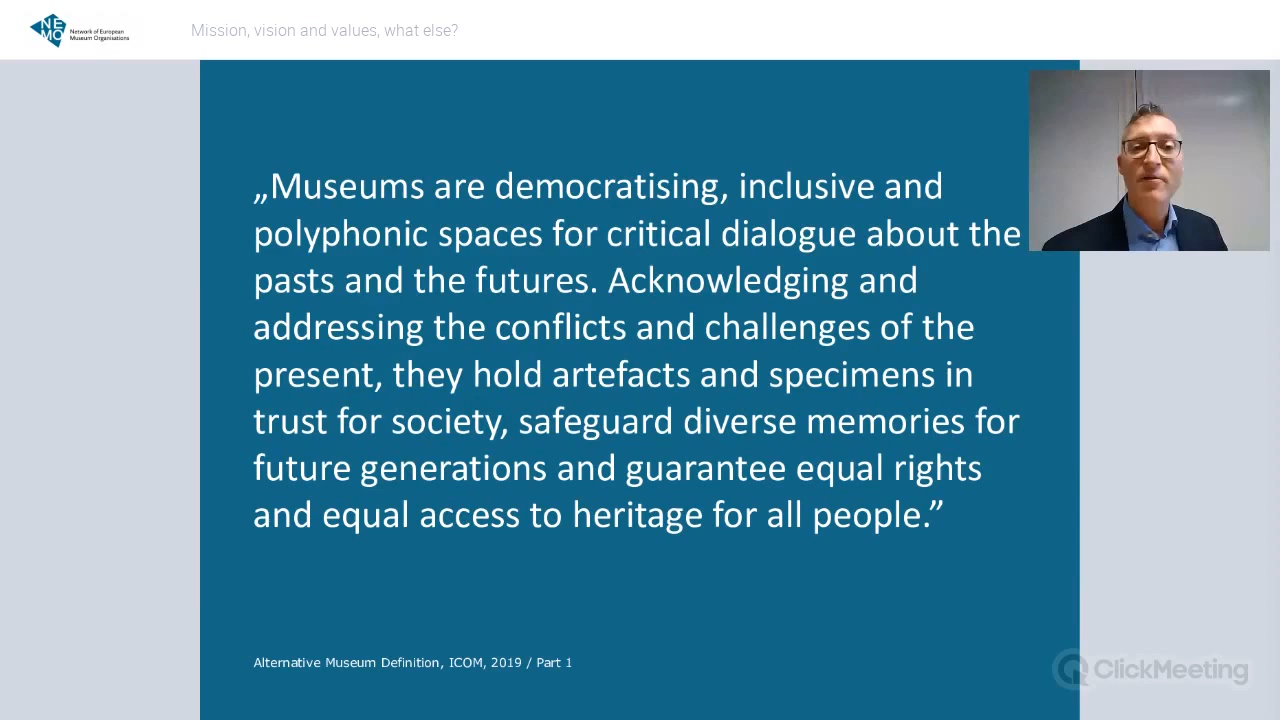 NE
MO
Network of European
Museum Organisations
Mission, vision and values, what else?
„Museums are democratising, inclusive and
polyphonic spaces for critical dialogue about the
pasts and the futures. Acknowledging and
addressing the conflicts and challenges of the
present, they hold artefacts and specimens in
trust for society, safeguard diverse memories for
future generations and guarantee equal rights
and equal access to heritage for all people.”
Alternative Museum Definition, ICOM, 2019 / Part 1
ClickMeeting